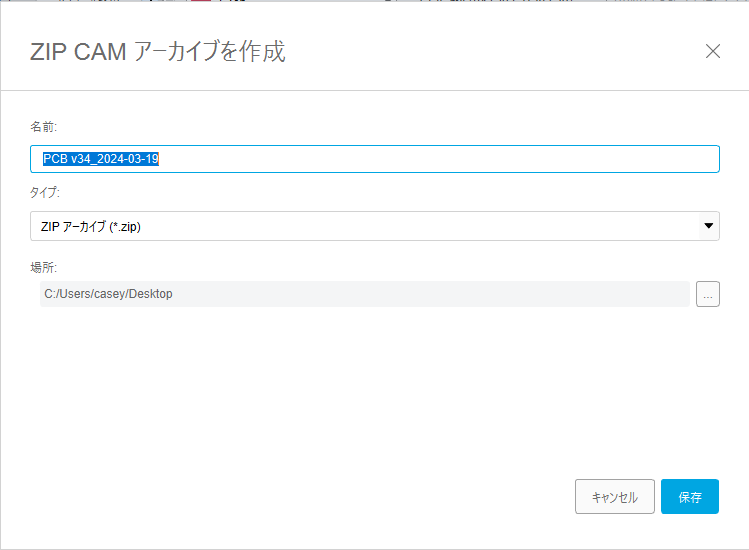 ZIP CAM アーカイブを作成
名前:
PCB v34_2024-03-19
タイプ:
ZIP アーカイブ (*.zip)
場所:
C:/Users/casey/Desktop
...
キャンセル
保存